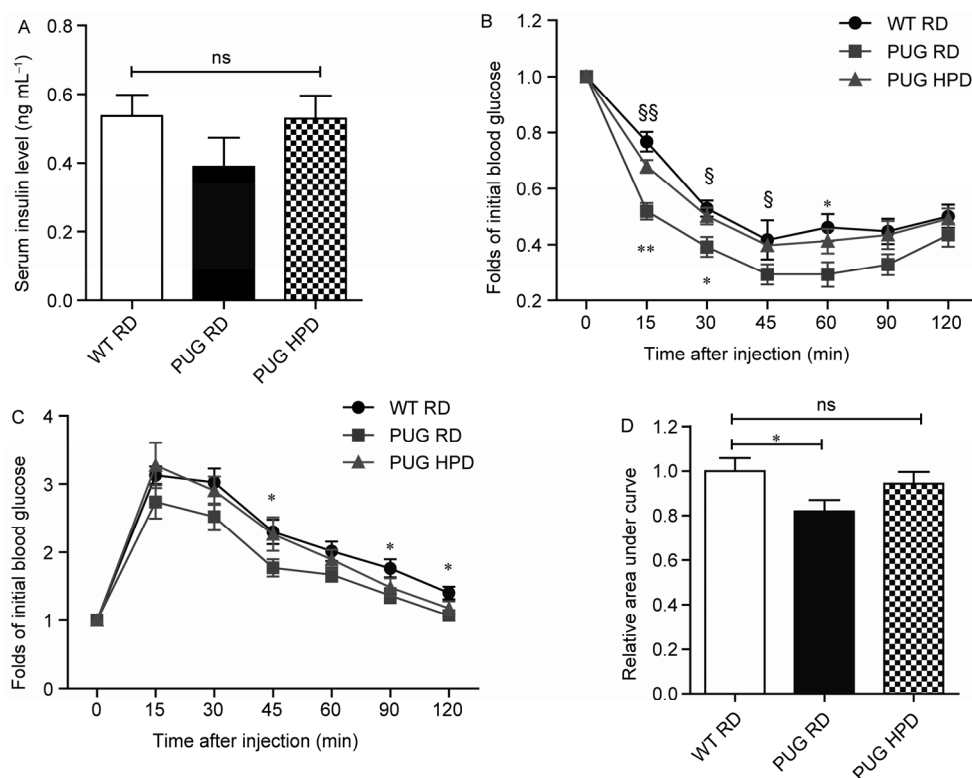 A
ns
Serum insulin level (ng mL⁻¹)
0.8
0.6
0.4
0.2
0.0
WT RD
PUG RD
PUG HPD
B
WT RD
PUG RD
PUG HPD
Folds of initial blood glucose
1.0
0.8
0.6
0.4
0.2
§§
§
§
*
**
*
0 15 30 45 60 90 120
Time after injection (min)
C
WT RD
PUG RD
PUG HPD
Folds of initial blood glucose
4
3
2
1
0
*
*
*
0 15 30 45 60 90 120
Time after injection (min)
D
ns
*
Relative area under curve
1.2
1.0
0.8
0.6
0.4
0.2
0.0
WT RD
PUG RD
PUG HPD